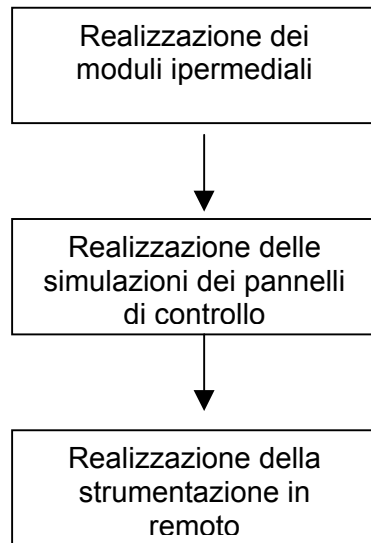 Realizzazione dei
moduli ipermediali
Realizzazione delle
simulazioni dei pannelli
di controllo
Realizzazione della
strumentazione in
remoto